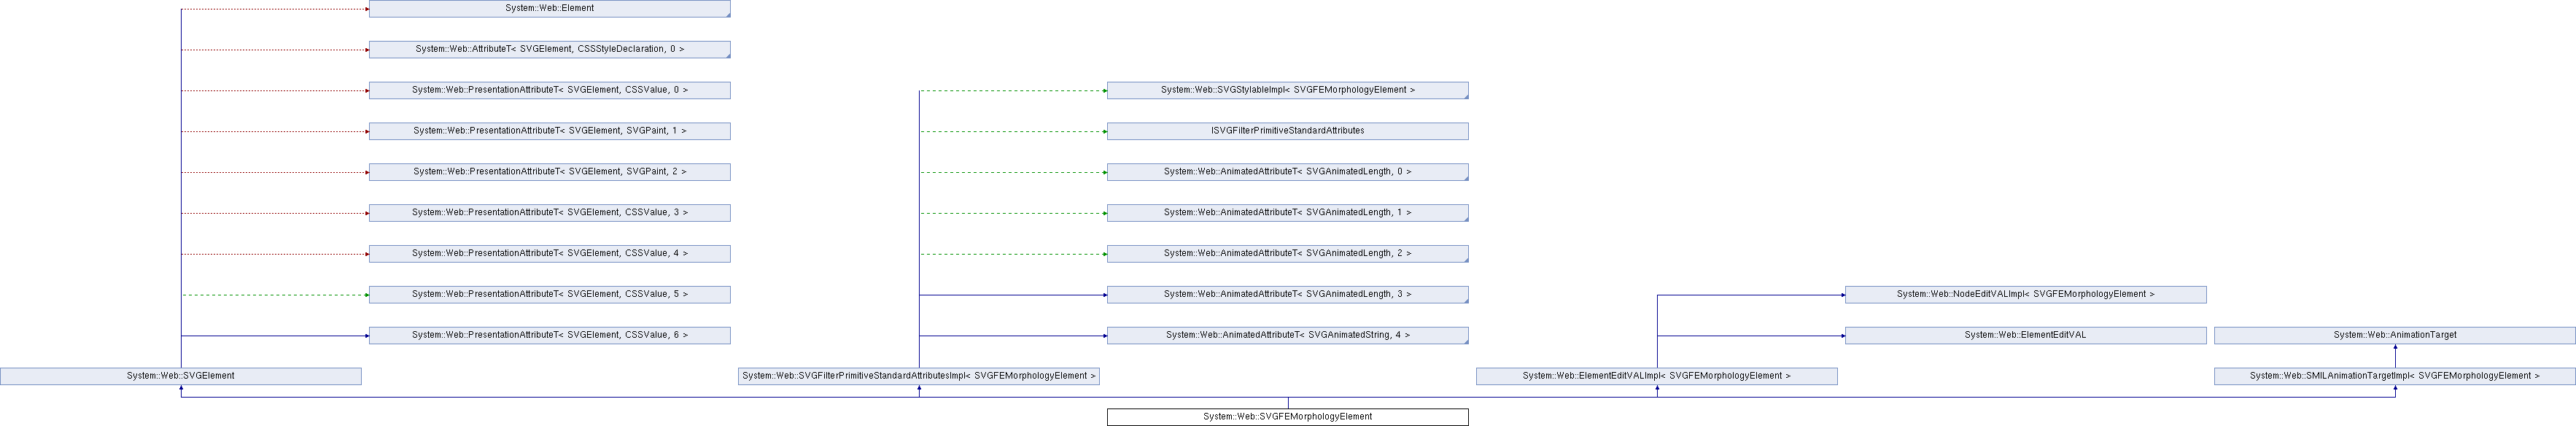 System::Web::Element
System::Web::AttributeT< SVGElement, CSSStyleDeclaration, 0 >
System::Web::PresentationAttributeT< SVGElement, CSSValue, 0 >
System::Web::SVGStylableImpl< SVGFEMorphologyElement >
System::Web::PresentationAttributeT< SVGElement, SVGPaint, 1 >
ISVGFilterPrimitiveStandardAttributes
System::Web::PresentationAttributeT< SVGElement, SVGPaint, 2 >
System::Web::AnimatedAttributeT< SVGAnimatedLength, 0 >
System::Web::PresentationAttributeT< SVGElement, CSSValue, 3 >
System::Web::AnimatedAttributeT< SVGAnimatedLength, 1 >
System::Web::PresentationAttributeT< SVGElement, CSSValue, 4 >
System::Web::AnimatedAttributeT< SVGAnimatedLength, 2 >
System::Web::PresentationAttributeT< SVGElement, CSSValue, 5 >
System::Web::AnimatedAttributeT< SVGAnimatedLength, 3 >
System::Web::NodeEditVALImpl< SVGFEMorphologyElement >
System::Web::PresentationAttributeT< SVGElement, CSSValue, 6 >
System::Web::AnimatedAttributeT< SVGAnimatedString, 4 >
System::Web::ElementEditVAL
System::Web::AnimationTarget
System::Web::SVGElement
System::Web::SVGFilterPrimitiveStandardAttributesImpl< SVGFEMorphologyElement >
System::Web::ElementEditVALImpl< SVGFEMorphologyElement >
System::Web::SMILAnimationTargetImpl< SVGFEMorphologyElement >
System::Web::SVGFEMorphologyElement